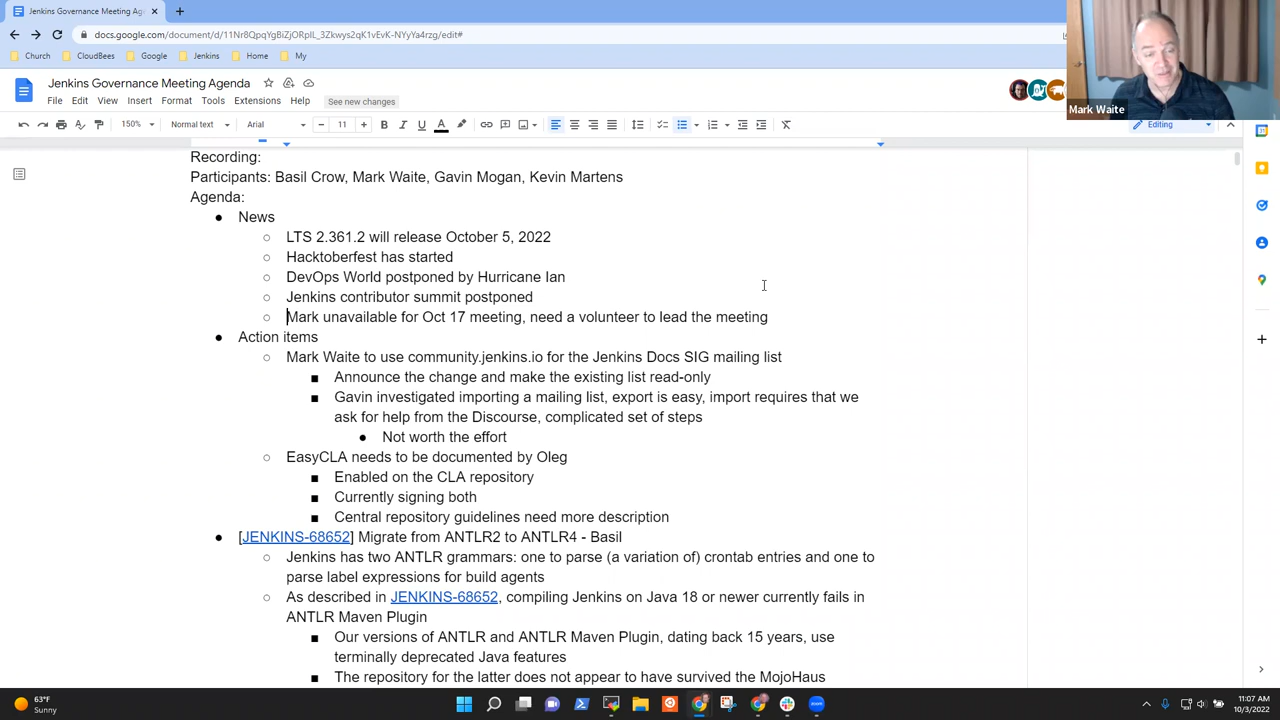 Jenkins Governance Meeting Ag
docs.google.com/document/d/11Nr8QpqYgBiZjORpIL_3Zkwys2qK1vEvK-NYyYa4rzg/edit#
Church CloudBees Google Jenkins Home My
Jenkins Governance Meeting Agenda
File Edit View Insert Format Tools Extensions Help See new changes
150% Normal text Arial 11 Editing
Mark Waite
Recording:
Participants: Basil Crow, Mark Waite, Gavin Mogan, Kevin Martens
Agenda:
● News
○ LTS 2.361.2 will release October 5, 2022
○ Hacktoberfest has started
○ DevOps World postponed by Hurricane Ian
○ Jenkins contributor summit postponed
○ Mark unavailable for Oct 17 meeting, need a volunteer to lead the meeting
● Action items
○ Mark Waite to use community.jenkins.io for the Jenkins Docs SIG mailing list
■ Announce the change and make the existing list read-only
■ Gavin investigated importing a mailing list, export is easy, import requires that we
ask for help from the Discourse, complicated set of steps
● Not worth the effort
○ EasyCLA needs to be documented by Oleg
■ Enabled on the CLA repository
■ Currently signing both
■ Central repository guidelines need more description
● [JENKINS-68652] Migrate from ANTLR2 to ANTLR4 - Basil
○ Jenkins has two ANTLR grammars: one to parse (a variation of) crontab entries and one to
parse label expressions for build agents
○ As described in JENKINS-68652, compiling Jenkins on Java 18 or newer currently fails in
ANTLR Maven Plugin
■ Our versions of ANTLR and ANTLR Maven Plugin, dating back 15 years, use
terminally deprecated Java features
■ The repository for the latter does not appear to have survived the MojoHaus
63°F
Sunny
11:07 AM
10/3/2022